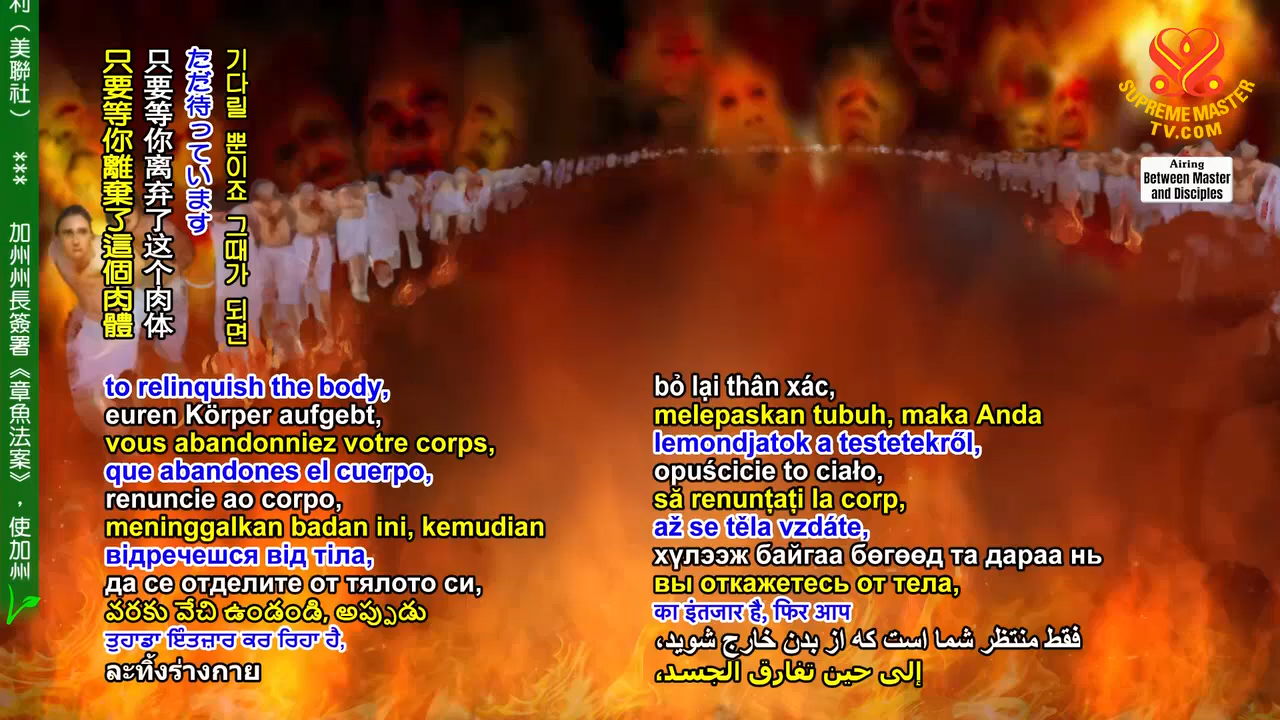 利（美聯社） *** 加州州長簽署《章魚法案》，使加州
只要等你離棄了這個肉體
只要等你离弃了这个肉体
ただ待っています
기다릴 뿐이죠 그때가 되면
SUPREME MASTER
TV.COM
Airing
Between Master
and Disciples
to relinquish the body,
euren Körper aufgebt,
vous abandonniez votre corps,
que abandones el cuerpo,
renuncie ao corpo,
meninggalkan badan ini, kemudian
відречешся від тіла,
да се отделите от тялото си,
వరకు వేచి ఉండండి, అప్పుడు
ਤੁਹਾਡਾ ਇੰਤਜ਼ਾਰ ਕਰ ਰਿਹਾ ਹੈ,
ละทิ้งร่างกาย
bỏ lại thân xác,
melepaskan tubuh, maka Anda
lemondjatok a testetekről,
opuścicie to ciało,
să renunțați la corp,
až se těla vzdáte,
хүлээж байгаа бөгөөд та дараа нь
вы откажетесь от тела,
का इंतजार है, फिर आप
فقط منتظر شما است که از بدن خارج شوید،
إلى حين تفارق الجسد،